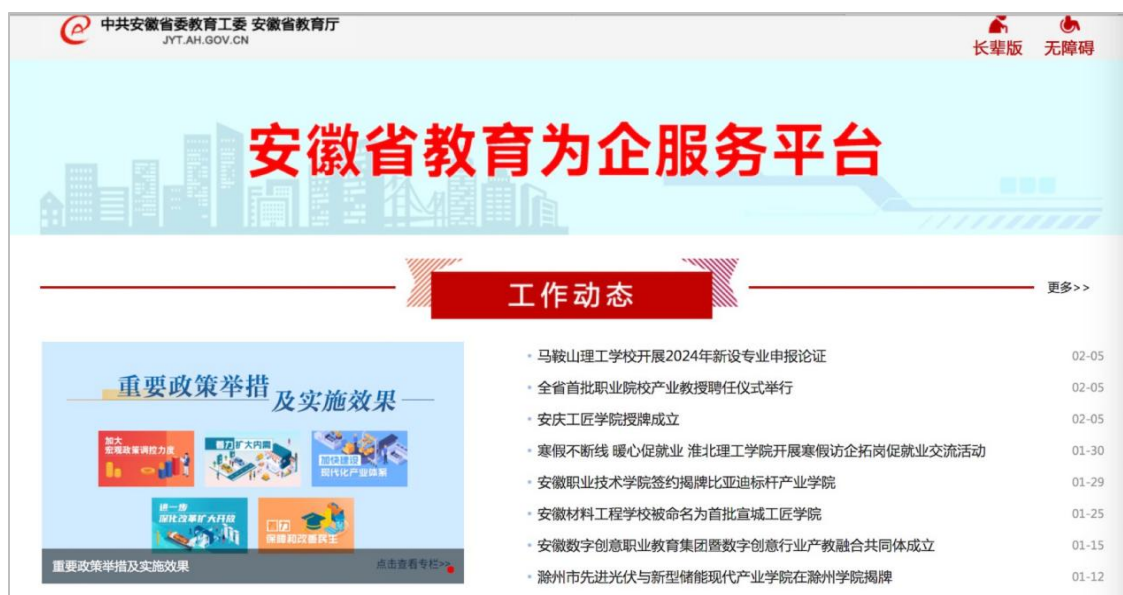 中共安徽省委教育工委 安徽省教育厅
JYT.AH.GOV.CN
长辈版 无障碍
安徽省教育为企服务平台
工作动态
更多>>
重要政策举措
及实施效果
加大
宏观政策调控力度
着力扩大内需
加快建设
现代化产业体系
进一步
深化改革扩大开放
保障和改善民生
重要政策举措及实施效果
点击查看专栏>>
马鞍山理工学校开展2024年新设专业申报论证 02-05
全省首批职业院校产业教授聘任仪式举行 02-05
安庆工匠学院授牌成立 02-05
寒假不断线 暖心促就业 淮北理工学院开展寒假访企拓岗促就业交流活动 01-30
安徽职业技术学院签约揭牌比亚迪标杆产业学院 01-29
安徽材料工程学校被命名为首批宣城工匠学院 01-25
安徽数字创意职业教育集团暨数字创意行业产教融合共同体成立 01-15
滁州市先进光伏与新型储能现代产业学院在滁州学院揭牌 01-12